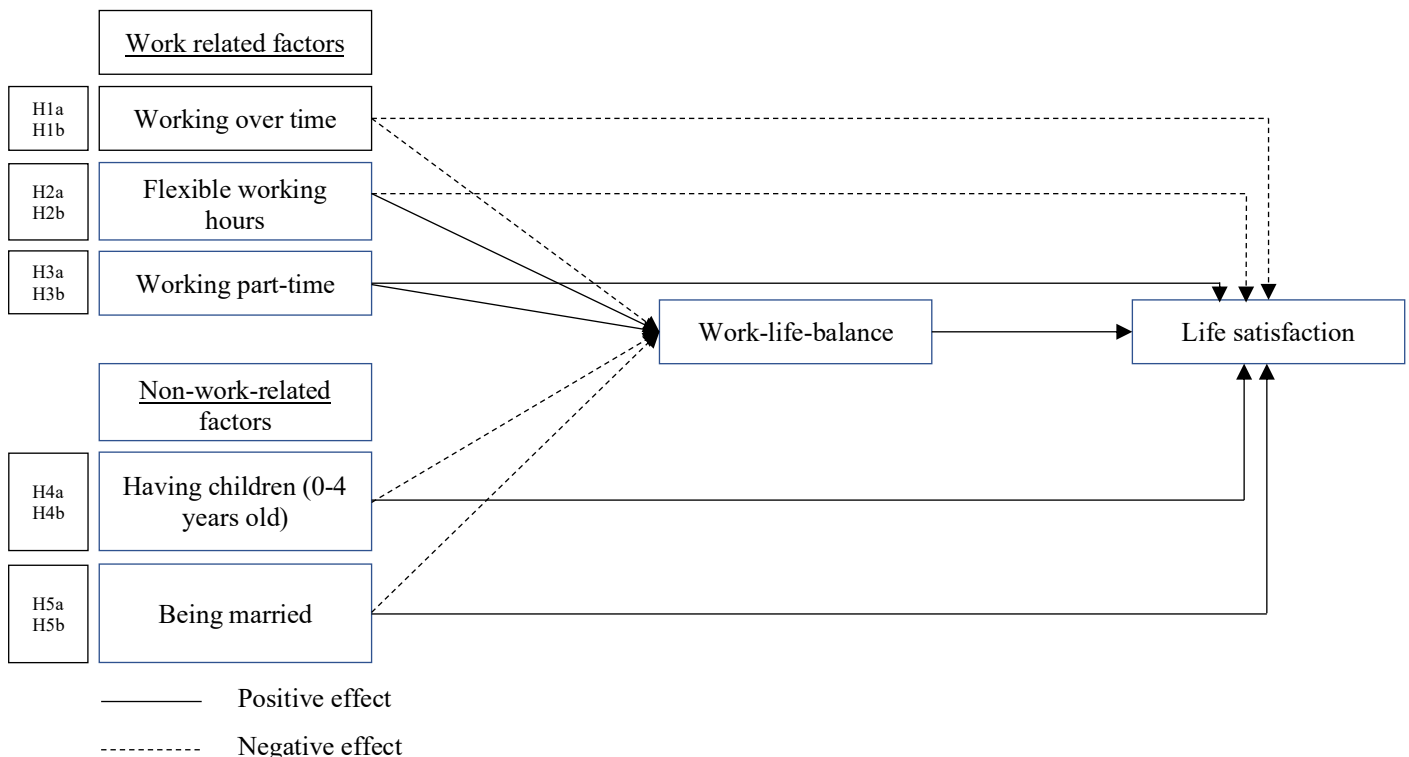 Work related factors
H1a
H1b
Working over time
H2a
H2b
Flexible working
hours
H3a
H3b
Working part-time
Work-life-balance
Life satisfaction
Non-work-related
factors
H4a
H4b
Having children (0-4
years old)
H5a
H5b
Being married
Positive effect
Negative effect